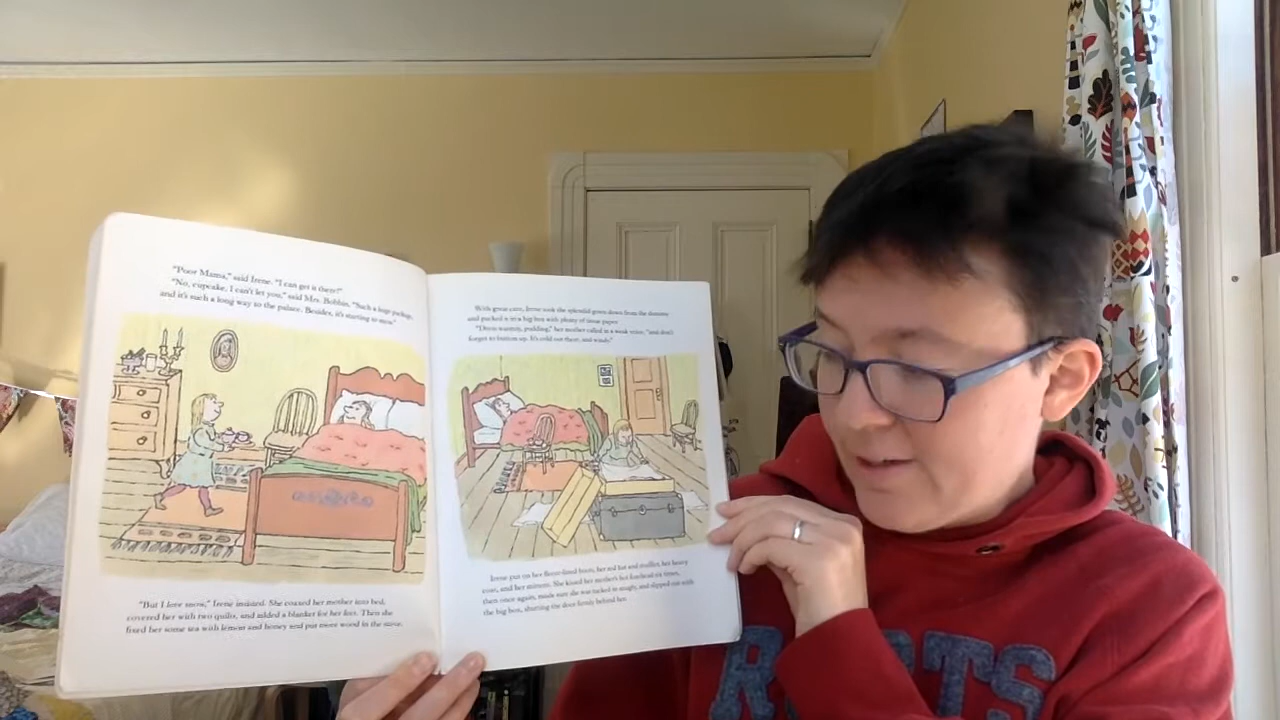 "Poor Mama," said Irene. "I can get it there!"
"No, cupcake, I can't let you," said Mrs. Bobbin. "Such a huge package,
and it's such a long way to the palace. Besides, it's starting to snow."
"But I love snow," Irene insisted. She coaxed her mother into bed,
covered her with two quilts, and added a blanket for her feet. Then she
fixed her some tea with lemon and honey and put more wood in the stove.
With great care, Irene took the splendid gown down from the dummy
and packed it in a big box with plenty of tissue paper.
"Dress warmly, pudding," her mother called in a weak voice, "and don't
forget to button up. It's cold out there, and windy."
Irene put on her fleece-lined boots, her red hat and muffler, her heavy
coat, and her mittens. She kissed her mother's hot forehead six times,
then once again, made sure she was tucked in snugly, and slipped out with
the big box, shutting the door firmly behind her.
ROOTS